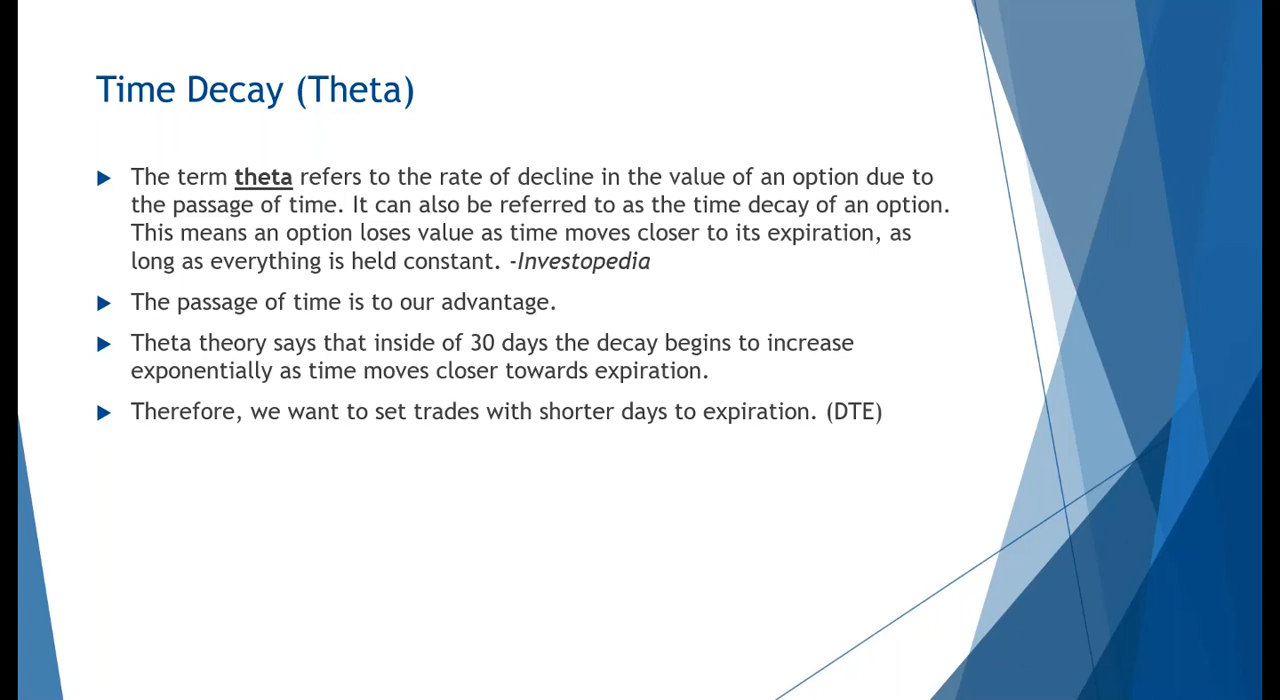 Time Decay (Theta)
The term theta refers to the rate of decline in the value of an option due to
the passage of time. It can also be referred to as the time decay of an option.
This means an option loses value as time moves closer to its expiration, as
long as everything is held constant. -Investopedia
The passage of time is to our advantage.
Theta theory says that inside of 30 days the decay begins to increase
exponentially as time moves closer towards expiration.
Therefore, we want to set trades with shorter days to expiration. (DTE)